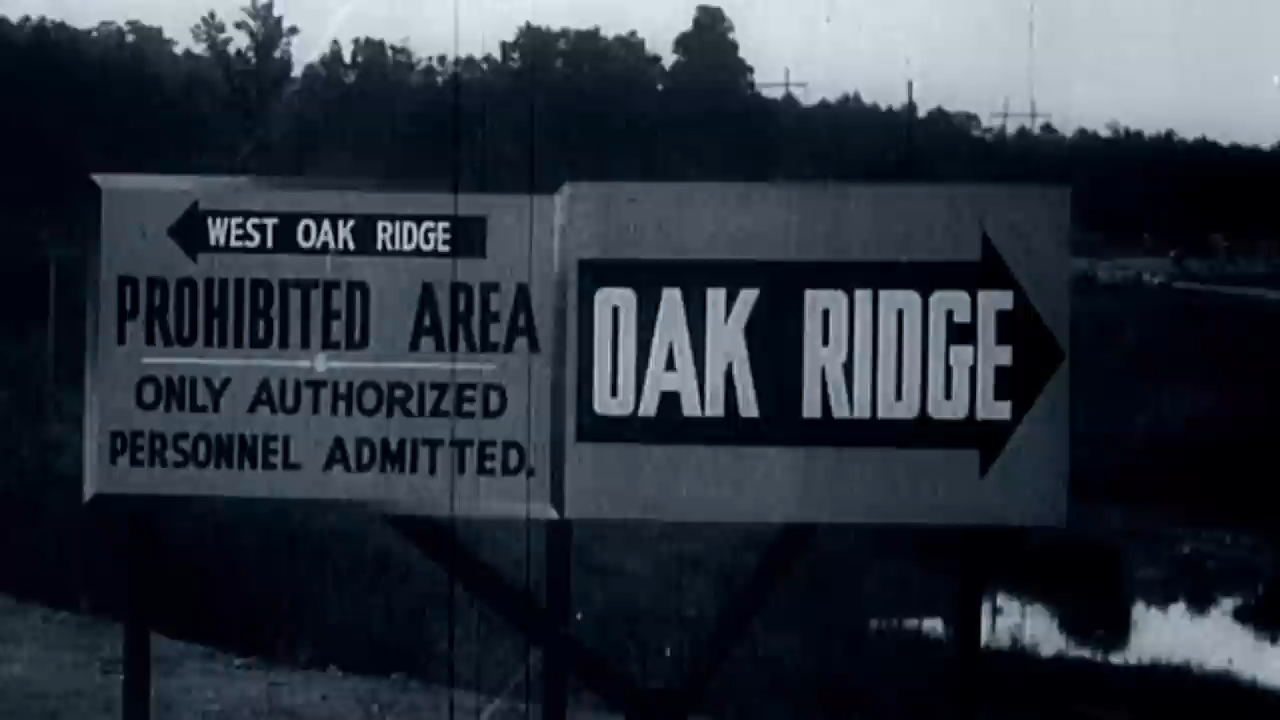 WEST OAK RIDGE
PROHIBITED AREA
ONLY AUTHORIZED
PERSONNEL ADMITTED.
OAK RIDGE